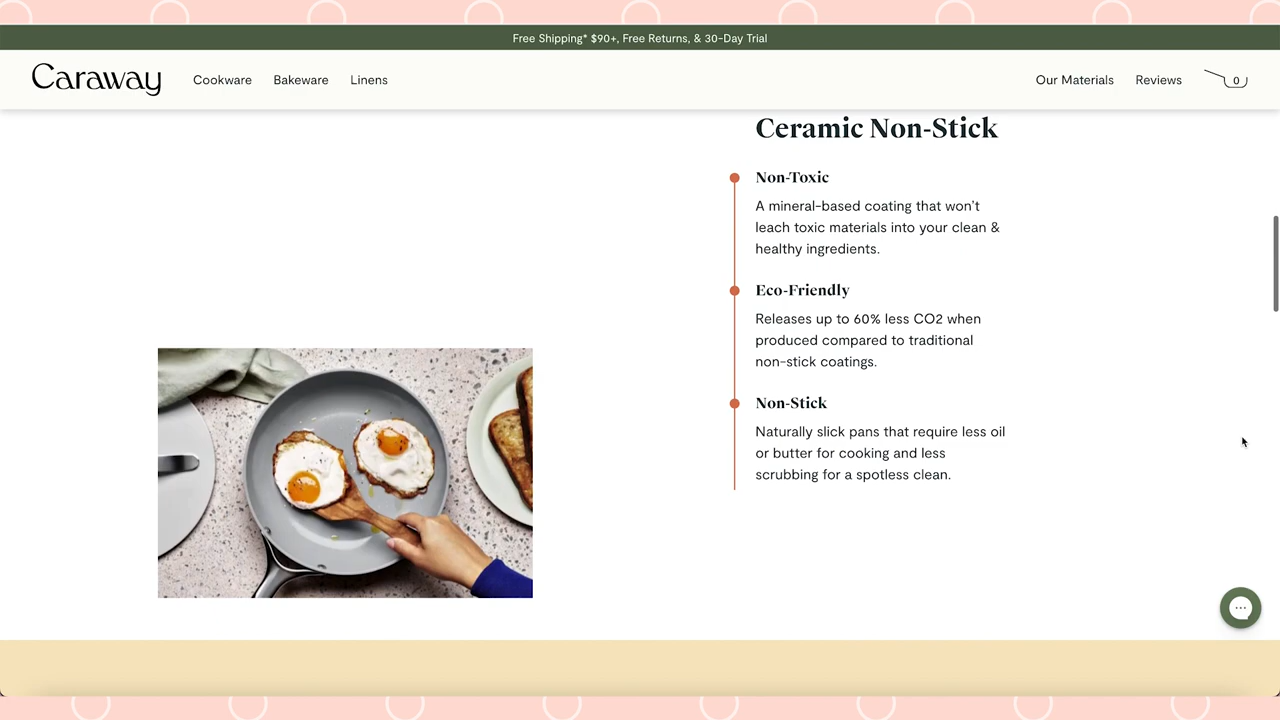 Free Shipping* $90+, Free Returns, & 30-Day Trial
Caraway
Cookware
Bakeware
Linens
Our Materials
Reviews
0
Ceramic Non-Stick
Non-Toxic
A mineral-based coating that won't
leach toxic materials into your clean &
healthy ingredients.
Eco-Friendly
Releases up to 60% less CO2 when
produced compared to traditional
non-stick coatings.
Non-Stick
Naturally slick pans that require less oil
or butter for cooking and less
scrubbing for a spotless clean.